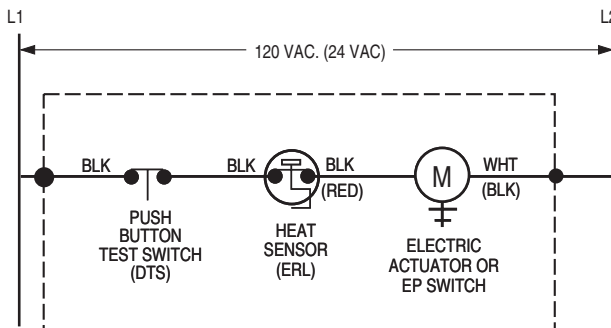 L1
L2
120 VAC. (24 VAC)
BLK
BLK
BLK
(RED)
M
WHT
(BLK)
PUSH
BUTTON
TEST SWITCH
(DTS)
HEAT
SENSOR
(ERL)
ELECTRIC
ACTUATOR OR
EP SWITCH